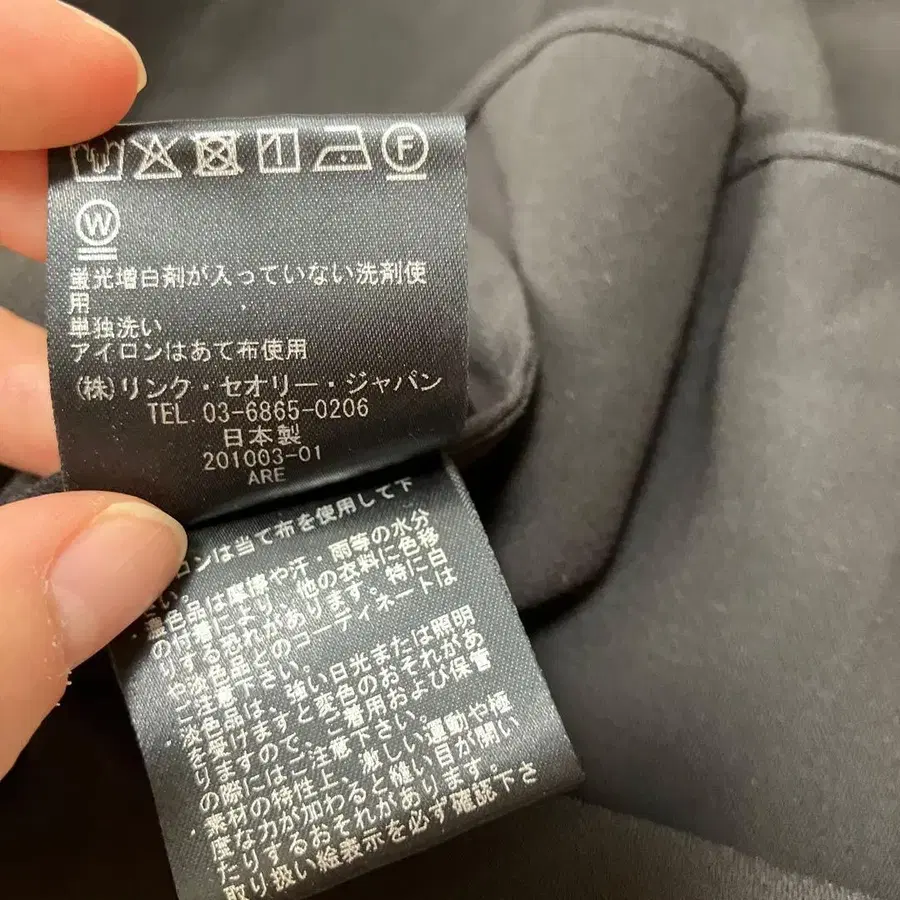 F
W
蛍光増白剤が入っていない洗剤使
用
単独洗い
アイロンはあて布使用
(株)リンク・セオリー・ジャパン
TEL. 03-6865-0206
日本製
201003-01
ARE
ロンは当て布を使用して下
さい。
・濃色品は摩擦や汗・雨等の水分
の付着により、他の衣料に色移
りする恐れがあります。特に白
や淡色品とのコーディネートは
ご注意下さい。
・淡色品は、強い日光または照明
を受けますと変色のおそれがあ
りますので、ご着用および保管
の際にはご注意下さい。
・素材の特性上、激しい運動や極
度な力が加わると縫い目が開い
たりするおそれがあります。
取り扱い絵表示を必ず確認下さ